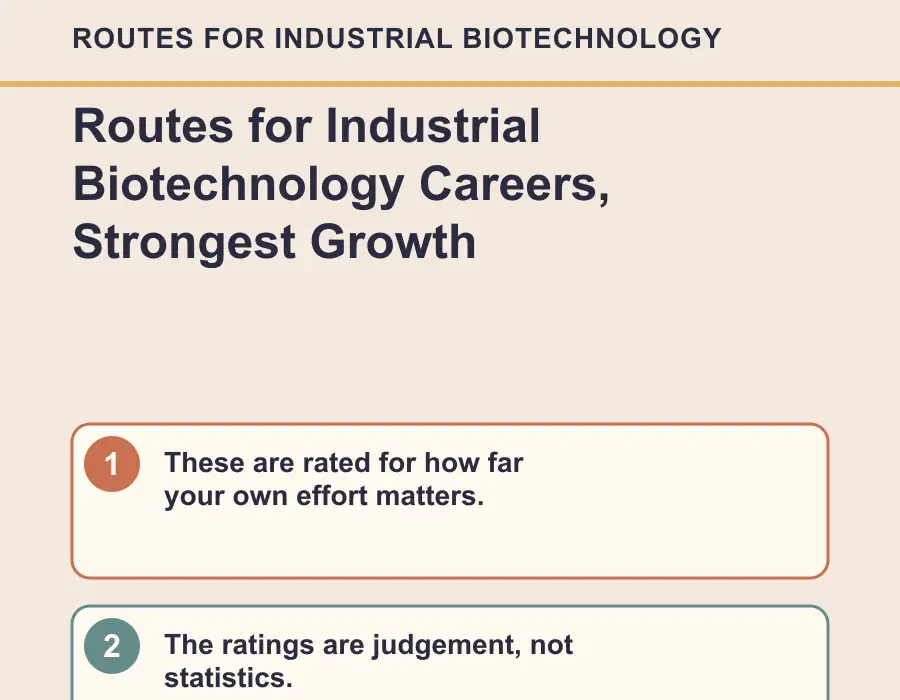 ROUTES FOR INDUSTRIAL BIOTECHNOLOGY
Routes for Industrial
Biotechnology Careers,
Strongest Growth
1
These are rated for how far
your own effort matters.
2
The ratings are judgement, not
statistics.